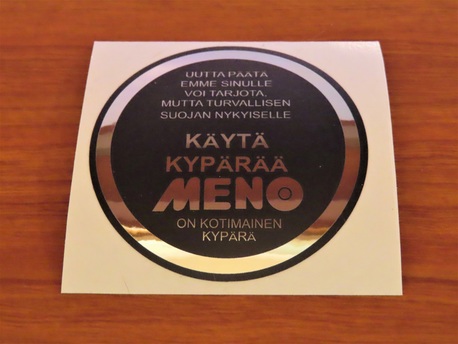 UUTTA PÄÄTÄ
EMME SINULLE
VOI TARJOTA,
MUTTA TURVALLISEN
SUOJAN NYKYISELLE
KÄYTÄ
KYPÄRÄÄ
MENO
ON KOTIMAINEN
KYPÄRÄ